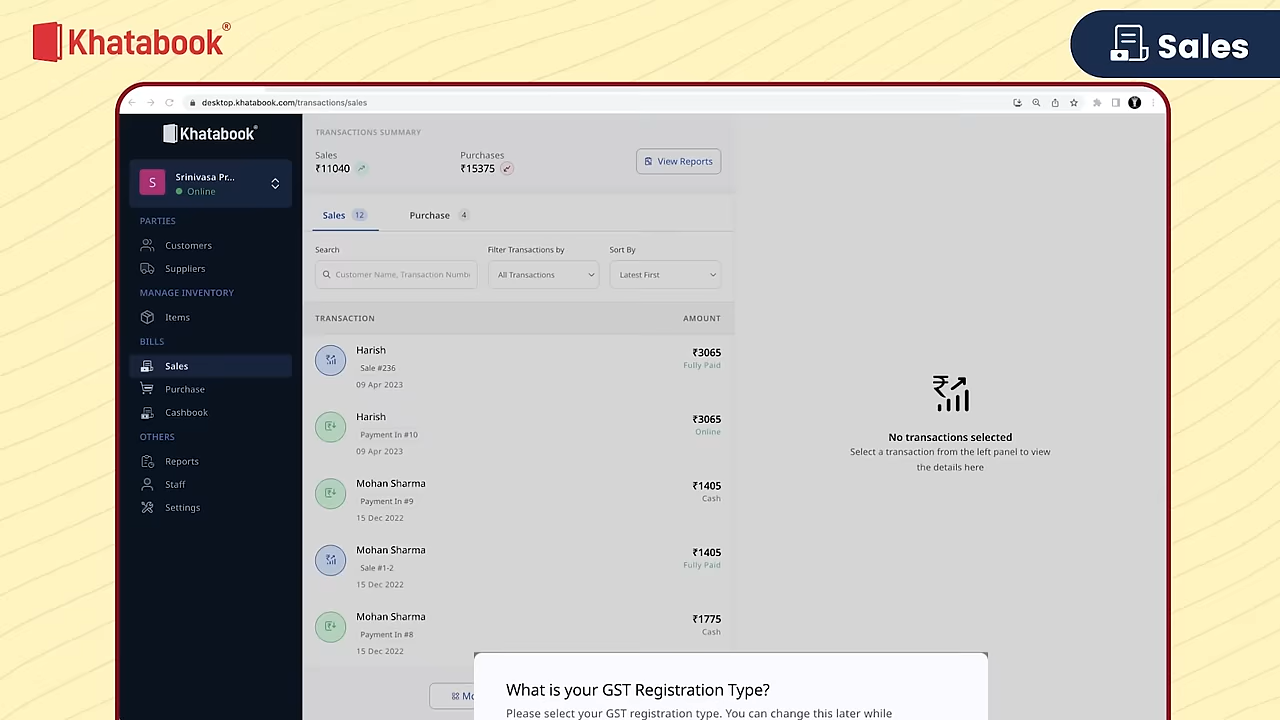 Khatabook®
Sales
desktop.khatabook.com/transactions/sales
Khatabook®
S
Srinivasa Pr...
Online
PARTIES
Customers
Suppliers
MANAGE INVENTORY
Items
BILLS
Sales
Purchase
Cashbook
OTHERS
Reports
Staff
Settings
TRANSACTIONS SUMMARY
Sales
₹11040
Purchases
₹15375
View Reports
Sales 12
Purchase 4
Search
Filter Transactions by
Sort By
Customer Name, Transaction Numbe
All Transactions
Latest First
TRANSACTION
AMOUNT
Harish
₹3065
Sale #236
Fully Paid
09 Apr 2023
Harish
₹3065
Payment In #10
Online
09 Apr 2023
Mohan Sharma
₹1405
Payment In #9
Cash
15 Dec 2022
Mohan Sharma
₹1405
Sale #1-2
Fully Paid
15 Dec 2022
Mohan Sharma
₹1775
Payment In #8
Cash
15 Dec 2022
No transactions selected
Select a transaction from the left panel to view
the details here
What is your GST Registration Type?
Please select your GST registration type. You can change this later while